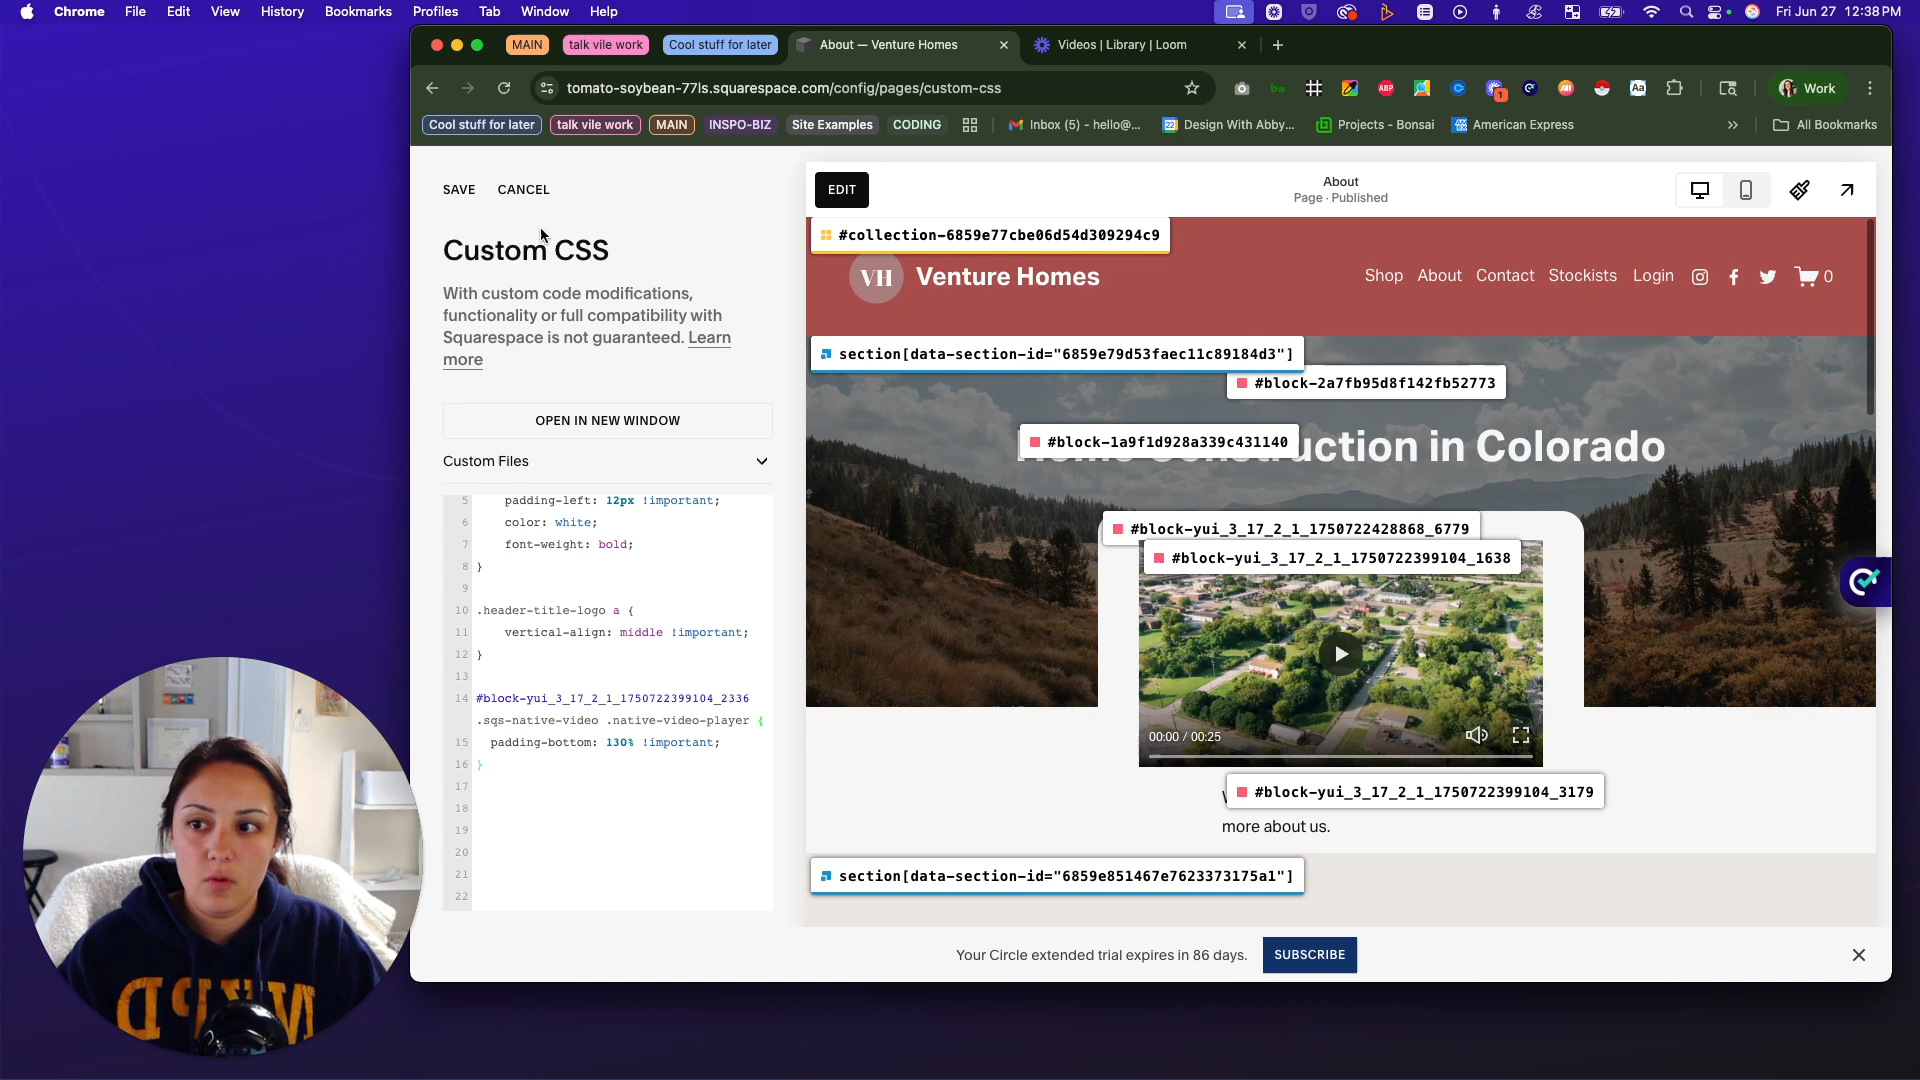 Chrome File Edit View History Bookmarks Profiles Tab Window Help
Fri Jun 27 12:38 PM
MAIN talk vile work Cool stuff for later About — Venture Homes Videos | Library | Loom
tomato-soybean-77ls.squarespace.com/config/pages/custom-css
ABP 1 Aa Work
Cool stuff for later talk vile work MAIN INSPO-BIZ Site Examples CODING Inbox (5) - hello@... Design With Abby... Projects - Bonsai American Express » All Bookmarks
SAVE CANCEL
Custom CSS
With custom code modifications,
functionality or full compatibility with
Squarespace is not guaranteed. Learn
more
OPEN IN NEW WINDOW
Custom Files
5 padding-left: 12px !important;
6 color: white;
7 font-weight: bold;
8 }
9
10 .header-title-logo a {
11 vertical-align: middle !important;
12 }
13
14 #block-yui_3_17_2_1_1750722399104_2336
.sqs-native-video .native-video-player {
15 padding-bottom: 130% !important;
16 }
17
18
19
20
21
22
EDIT
About
Page · Published
#collection-6859e77cbe06d54d309294c9
VH Venture Homes
Shop About Contact Stockists Login 0
section[data-section-id="6859e79d53faec11c89184d3"]
#block-2a7fb95d8f142fb52773
#block-1a9f1d928a339c431140
uction in Colorado
#block-yui_3_17_2_1_1750722428868_6779
#block-yui_3_17_2_1_1750722399104_1638
00:00 / 00:25
#block-yui_3_17_2_1_1750722399104_3179
more about us.
section[data-section-id="6859e851467e7623373175a1"]
Your Circle extended trial expires in 86 days. SUBSCRIBE